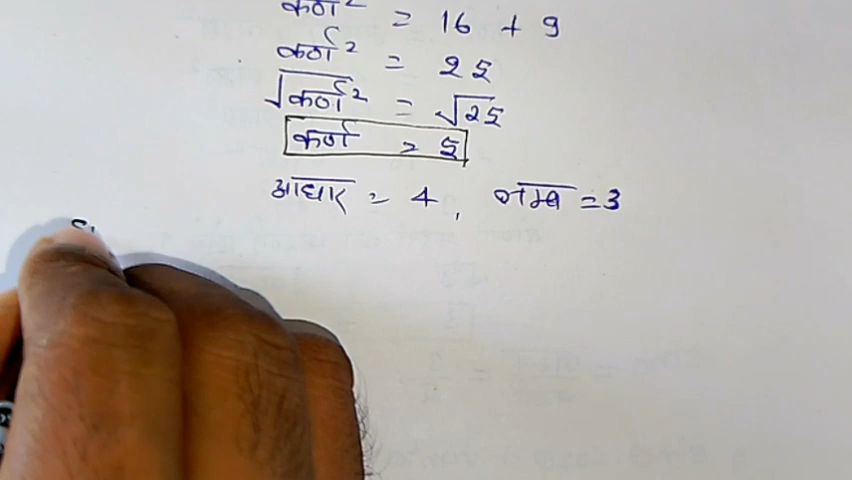 कर्ण² = 16 + 9
कर्ण² = 25
√कर्ण² = √25
कर्ण = 5
आधार = 4, लम्ब = 3